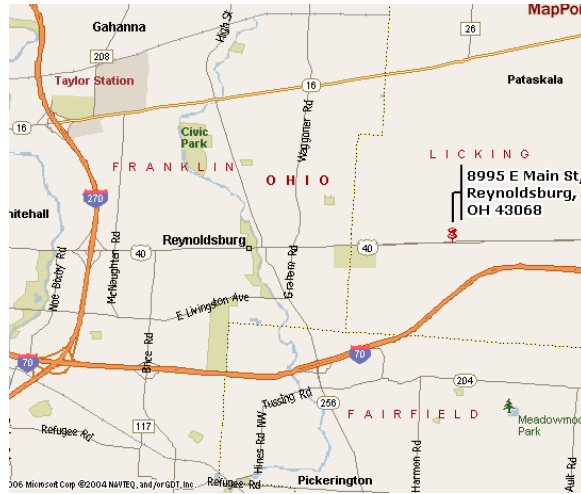 MapPoi
Gahanna
High St
26
208
Taylor Station
16
Pataskala
16
Civic
Park
Waggoner Rd
FRANKLIN
OHIO
LICKING
8995 E Main St,
Reynoldsburg,
OH 43068
270
hitehall
40
Reynoldsburg
40
Noe Bixby Rd
McNaughten Rd
Graham Rd
E Livingston Ave
70
Brice Rd
70
204
Tussing Rd
256
FAIRFIELD
Meadowmoo
Park
117
Refugee Rd
Hines Rd NW
Harmon Rd
Ault Rd
Refugee Rd
Pickerington
006 Microsoft Corp ©2004 NAVTEQ, and/or GDT, Inc